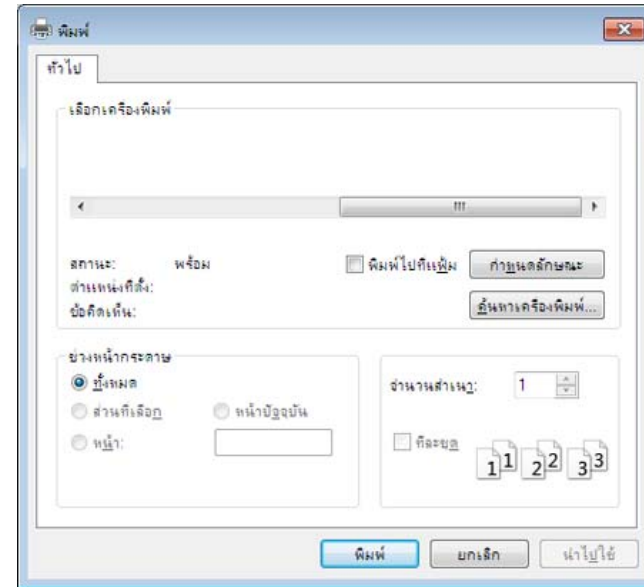 พิมพ์
ทั่วไป
เลือกเครื่องพิมพ์
สถานะ: พร้อม
ตำแหน่งที่ตั้ง:
ข้อคิดเห็น:
พิมพ์ไปที่แฟ้ม
กำหนดลักษณะ
ค้นหาเครื่องพิมพ์...
ช่วงหน้ากระดาษ
ทั้งหมด
ส่วนที่เลือก
หน้าปัจจุบัน
หน้า:
จำนวนสำเนา: 1
ทีละชุด
1 1 2 2 3 3
พิมพ์
ยกเลิก
นำไปใช้